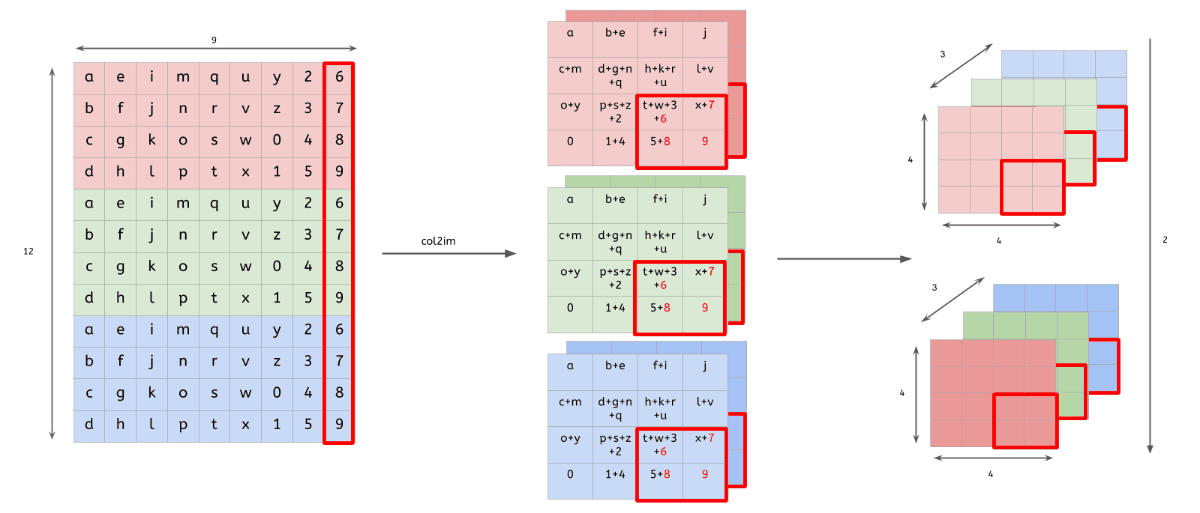 9
12
a e i m q u y 2 6
b f j n r v z 3 7
c g k o s w 0 4 8
d h l p t x 1 5 9
a e i m q u y 2 6
b f j n r v z 3 7
c g k o s w 0 4 8
d h l p t x 1 5 9
a e i m q u y 2 6
b f j n r v z 3 7
c g k o s w 0 4 8
d h l p t x 1 5 9
col2im
a b+e f+i j
c+m d+g+n h+k+r l+v
+q +u
o+y p+s+z t+w+3 x+7
+2 +6
0 1+4 5+8 9
a b+e f+i j
c+m d+g+n h+k+r l+v
+q +u
o+y p+s+z t+w+3 x+7
+2 +6
0 1+4 5+8 9
a b+e f+i j
c+m d+g+n h+k+r l+v
+q +u
o+y p+s+z t+w+3 x+7
+2 +6
0 1+4 5+8 9
3
4
4
3
4
4
2